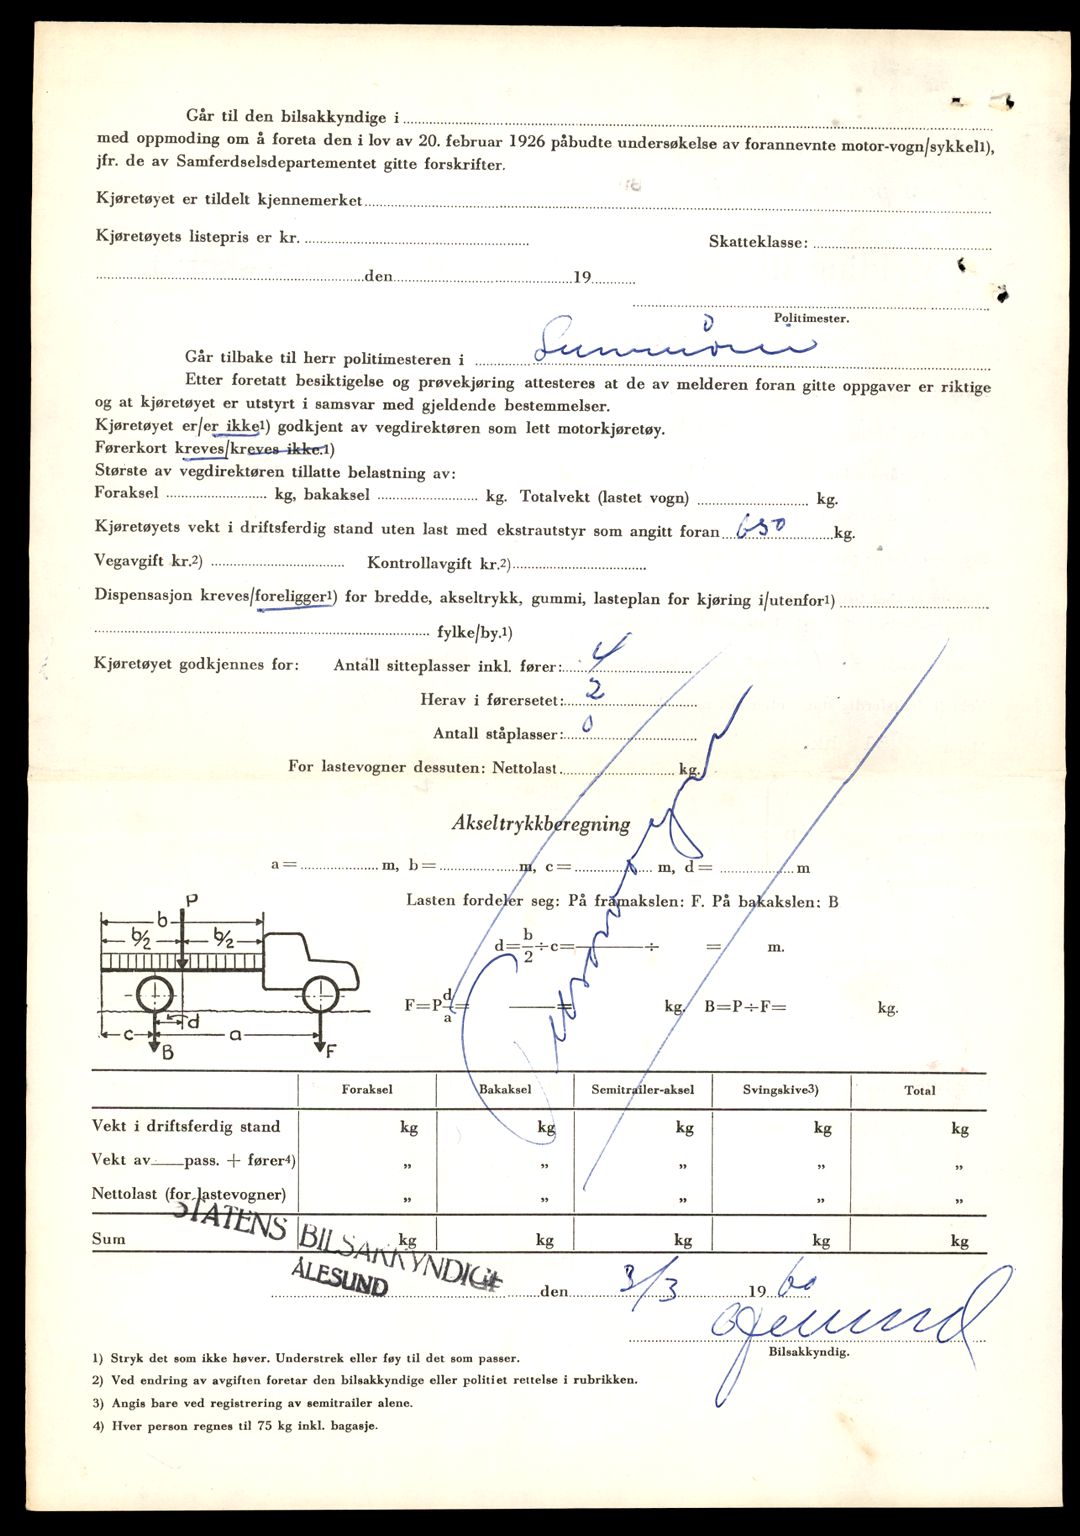 Går til den bilsakkyndige i
med oppmoding om å foreta den i lov av 20. februar 1926 påbudte undersøkelse av forannevnte motor-vogn/sykkel1),
jfr. de av Samferdselsdepartementet gitte forskrifter.
Kjøretøyet er tildelt kjennemerket
Kjøretøyets listepris er kr. Skatteklasse:
den 19
Politimester.
Går tilbake til herr politimesteren i Sunnmøre
Etter foretatt besiktigelse og prøvekjøring attesteres at de av melderen foran gitte oppgaver er riktige
og at kjøretøyet er utstyrt i samsvar med gjeldende bestemmelser.
Kjøretøyet er/er ikke1) godkjent av vegdirektøren som lett motorkjøretøy.
Førerkort kreves/kreves ikke.1)
Største av vegdirektøren tillatte belastning av:
Foraksel kg, bakaksel kg. Totalvekt (lastet vogn) kg.
Kjøretøyets vekt i driftsferdig stand uten last med ekstrautstyr som angitt foran 650 kg.
Vegavgift kr.2) Kontrollavgift kr.2)
Dispensasjon kreves/foreligger1) for bredde, akseltrykk, gummi, lasteplan for kjøring i/utenfor1)
fylke/by.1)
Kjøretøyet godkjennes for: Antall sitteplasser inkl. fører: 4
Herav i førersetet: 2
Antall ståplasser: 0
For lastevogner dessuten: Nettolast kg.
Personvogn
Akseltrykkberegning
a= m, b= m, c= m, d= m
Lasten fordeler seg: På framakslen: F. På bakakslen: B
d=b/2÷c= ÷ = m.
F=P d/a= = kg. B=P÷F= kg.
P
b
b/2 b/2
c d a
B F
Foraksel Bakaksel Semitrailer-aksel Svingskive3) Total
Vekt i driftsferdig stand kg kg kg kg kg
Vekt av pass. + fører4) „ „ „ „ „
Nettolast (for lastevogner) „ „ „ „ „
Sum kg kg kg kg kg
STATENS BILSAKKYNDIGE
ÅLESUND
den 3/3 1960
Bilsakkyndig.
1) Stryk det som ikke høver. Understrek eller føy til det som passer.
2) Ved endring av avgiften foretar den bilsakkyndige eller politiet rettelse i rubrikken.
3) Angis bare ved registrering av semitrailer alene.
4) Hver person regnes til 75 kg inkl. bagasje.